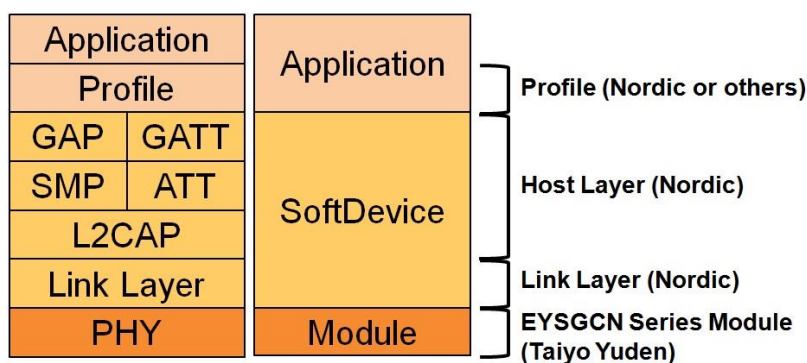 Application
Profile
GAP GATT
SMP ATT
L2CAP
Link Layer
PHY
Application
SoftDevice
Module
Profile (Nordic or others)
Host Layer (Nordic)
Link Layer (Nordic)
EYSGCN Series Module
(Taiyo Yuden)